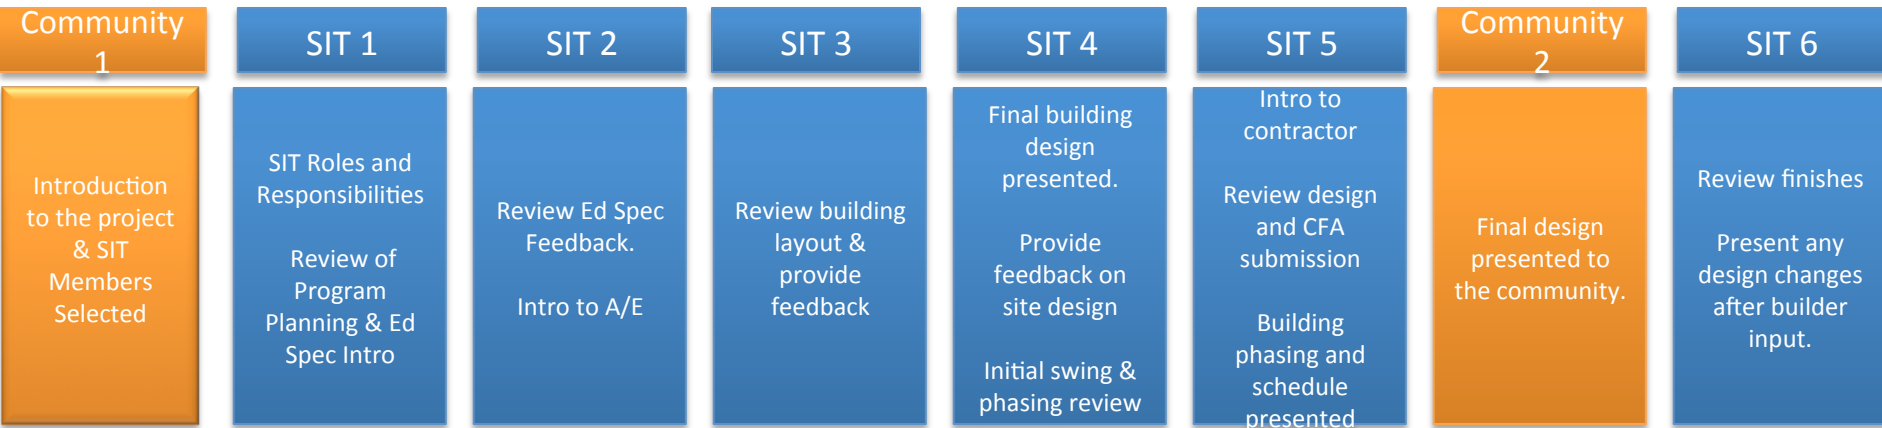 Community
1
SIT 1
SIT 2
SIT 3
SIT 4
SIT 5
Community
2
SIT 6
Introduction
to the project
& SIT
Members
Selected
SIT Roles and
Responsibilities
Review of
Program
Planning & Ed
Spec Intro
Review Ed Spec
Feedback.
Intro to A/E
Review building
layout &
provide
feedback
Final building
design
presented.
Provide
feedback on
site design
Initial swing &
phasing review
Intro to
contractor
Review design
and CFA
submission
Building
phasing and
schedule
presented
Final design
presented to
the community.
Review finishes
Present any
design changes
after builder
input.